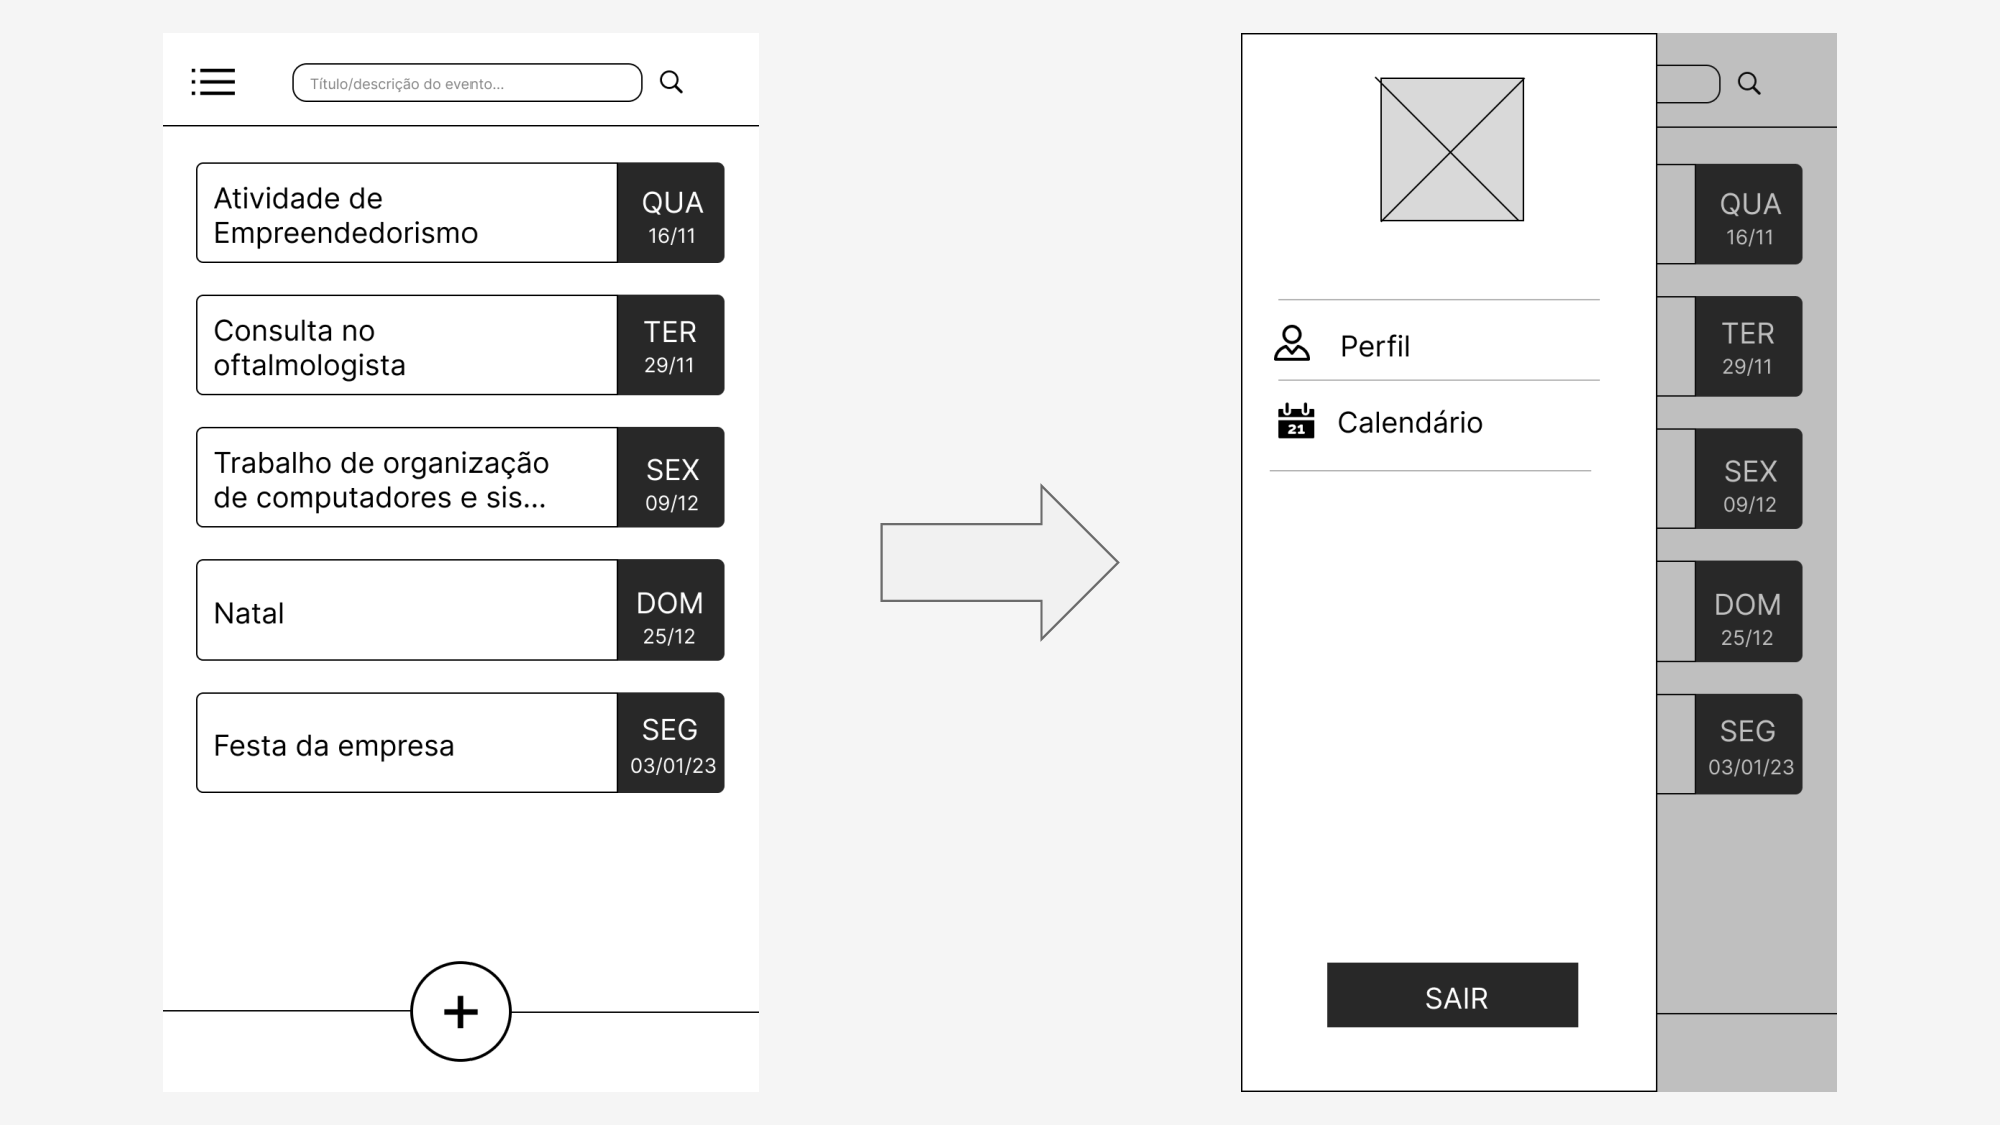 Título/descrição do evento...
Atividade de
Empreendedorismo
QUA
16/11
Consulta no
oftalmologista
TER
29/11
Trabalho de organização
de computadores e sis...
SEX
09/12
Natal
DOM
25/12
Festa da empresa
SEG
03/01/23
+
Perfil
21
Calendário
SAIR
QUA
16/11
TER
29/11
SEX
09/12
DOM
25/12
SEG
03/01/23